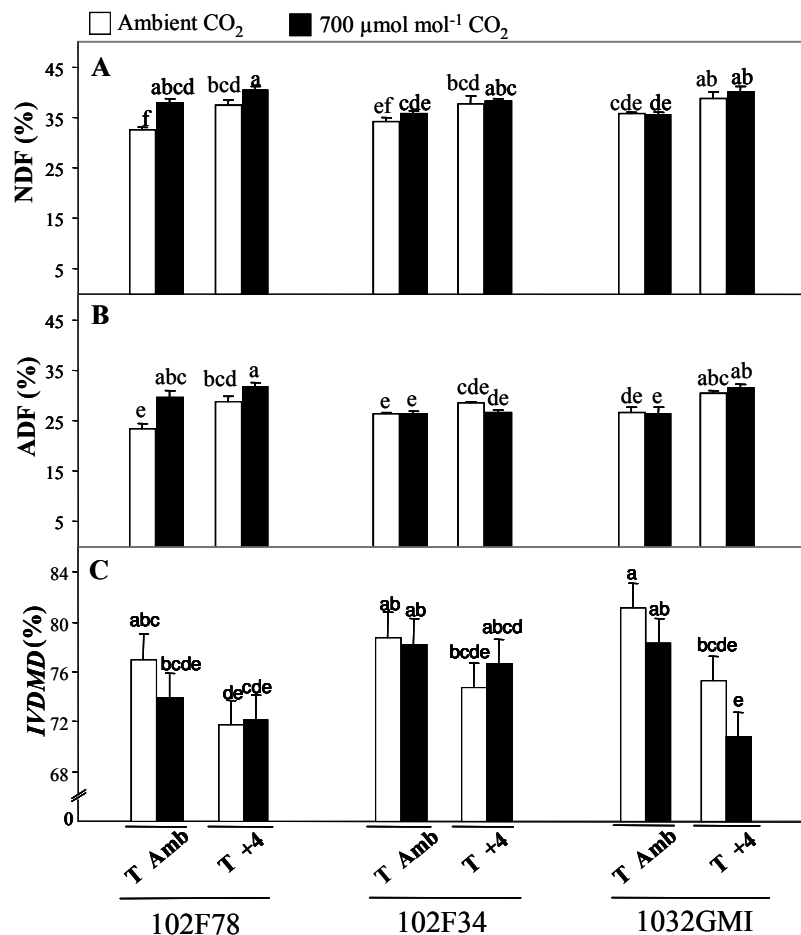 Ambient CO2 700 µmol mol-1 CO2
A
NDF (%)
45
35
25
15
5
f abcd bcd a ef cde bcd abc cde de ab ab
B
ADF (%)
45
35
25
15
5
e abc bcd a e e cde de de e abc ab
C
IVDMD (%)
84
80
76
72
68
0
abc bcde de cde ab ab bcde abcd a ab bcde e
T Amb T +4 T Amb T +4 T Amb T +4
102F78 102F34 1032GMI